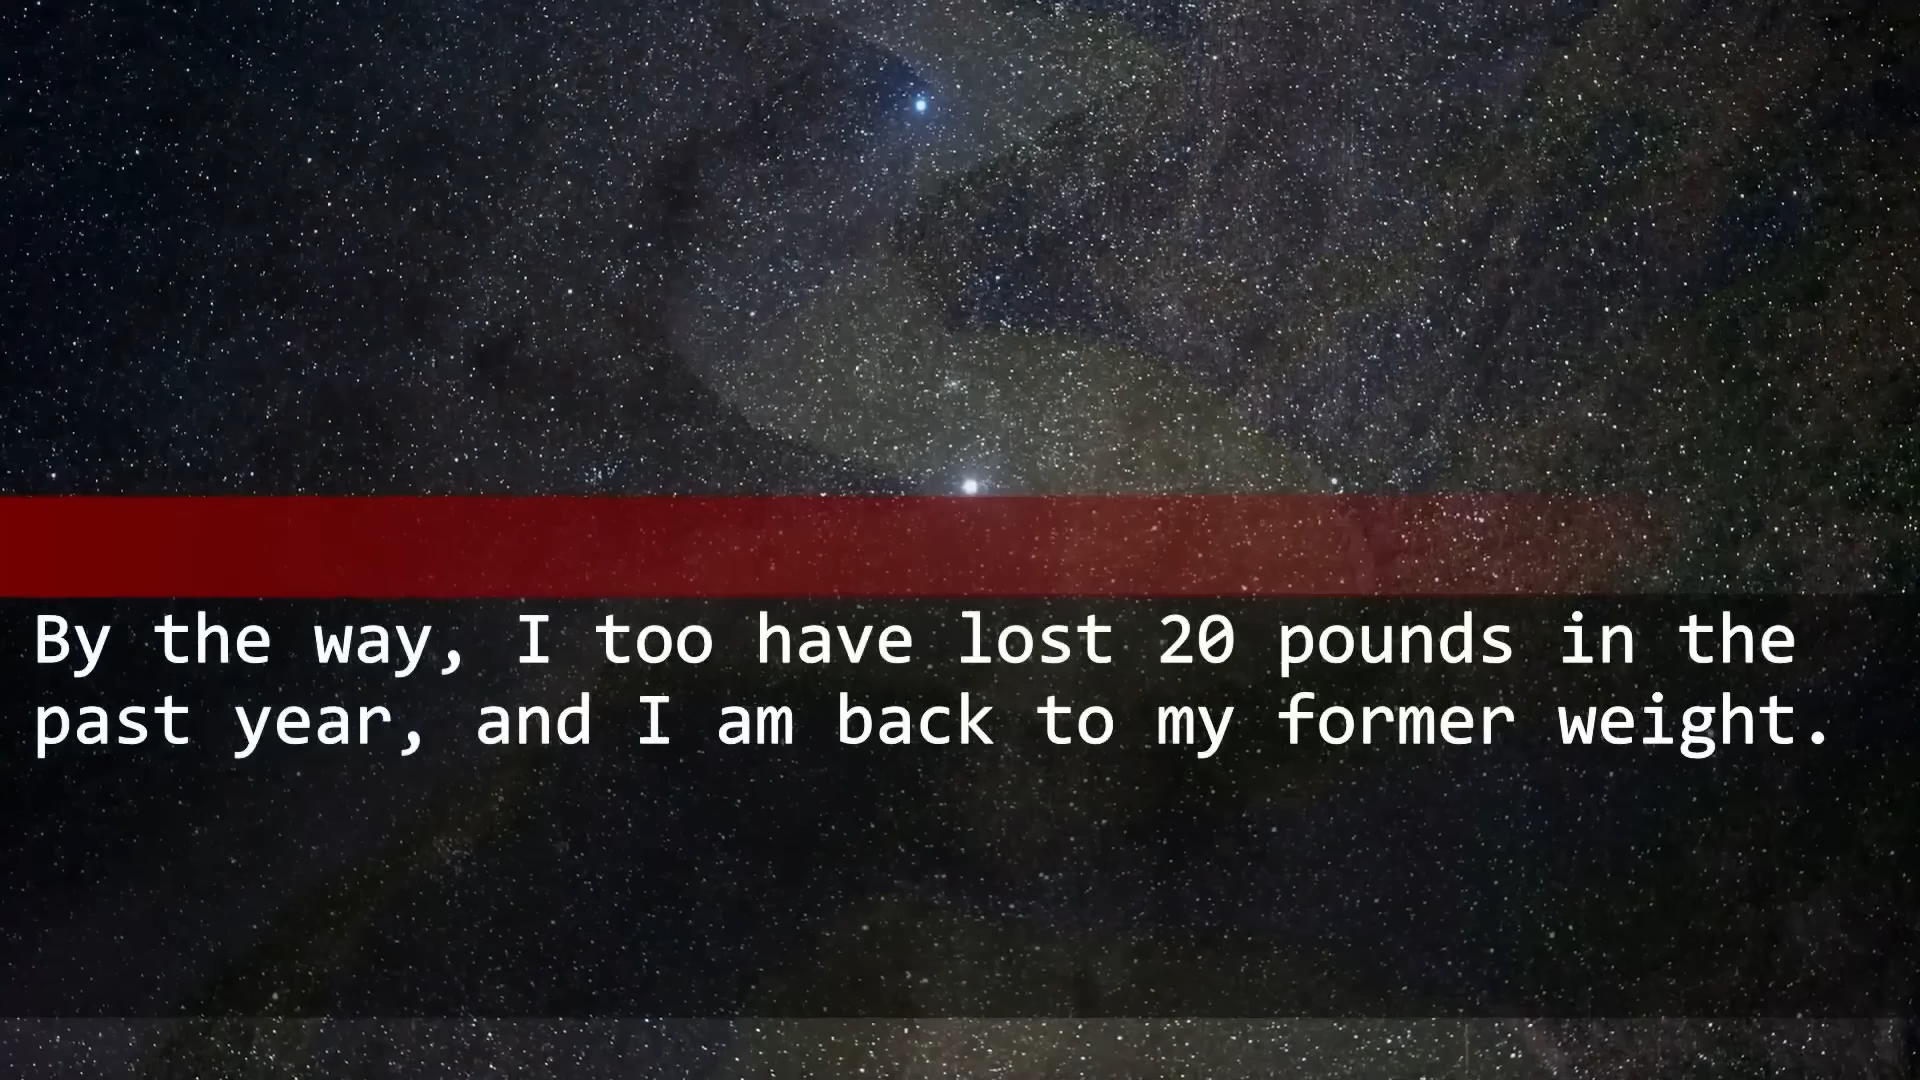 By the way, I too have lost 20 pounds in the
past year, and I am back to my former weight.